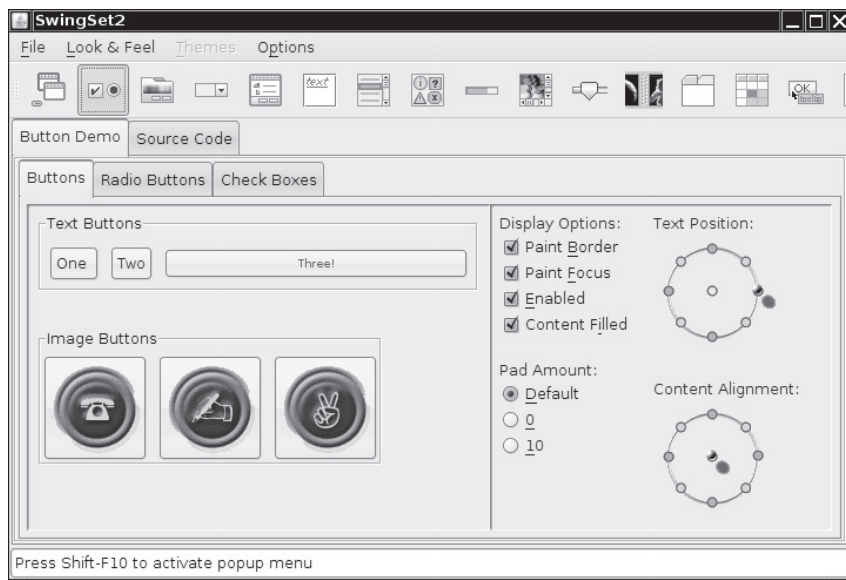 SwingSet2
File Look & Feel Themes Options
text
OK
tooltip
Button Demo Source Code
Buttons Radio Buttons Check Boxes
Text Buttons
One Two Three!
Image Buttons
Display Options:
Paint Border
Paint Focus
Enabled
Content Filled
Pad Amount:
Default
0
10
Text Position:
Content Alignment:
Press Shift-F10 to activate popup menu